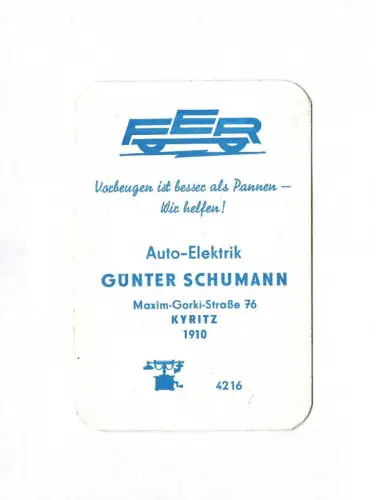 FER
Vorbeugen ist besser als Pannen –
Wir helfen!
Auto-Elektrik
GÜNTER SCHUMANN
Maxim-Gorki-Straße 76
KYRITZ
1910
4216